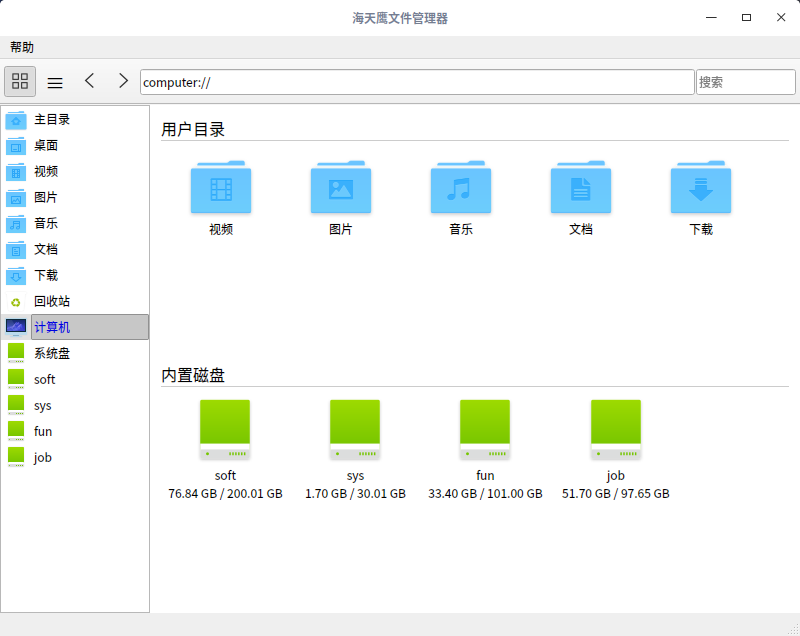 海天鹰文件管理器
帮助
computer://
搜索
主目录
桌面
视频
图片
音乐
文档
下载
回收站
计算机
系统盘
soft
sys
fun
job
用户目录
视频 图片 音乐 文档 下载
内置磁盘
soft sys fun job
76.84 GB / 200.01 GB 1.70 GB / 30.01 GB 33.40 GB / 101.00 GB 51.70 GB / 97.65 GB